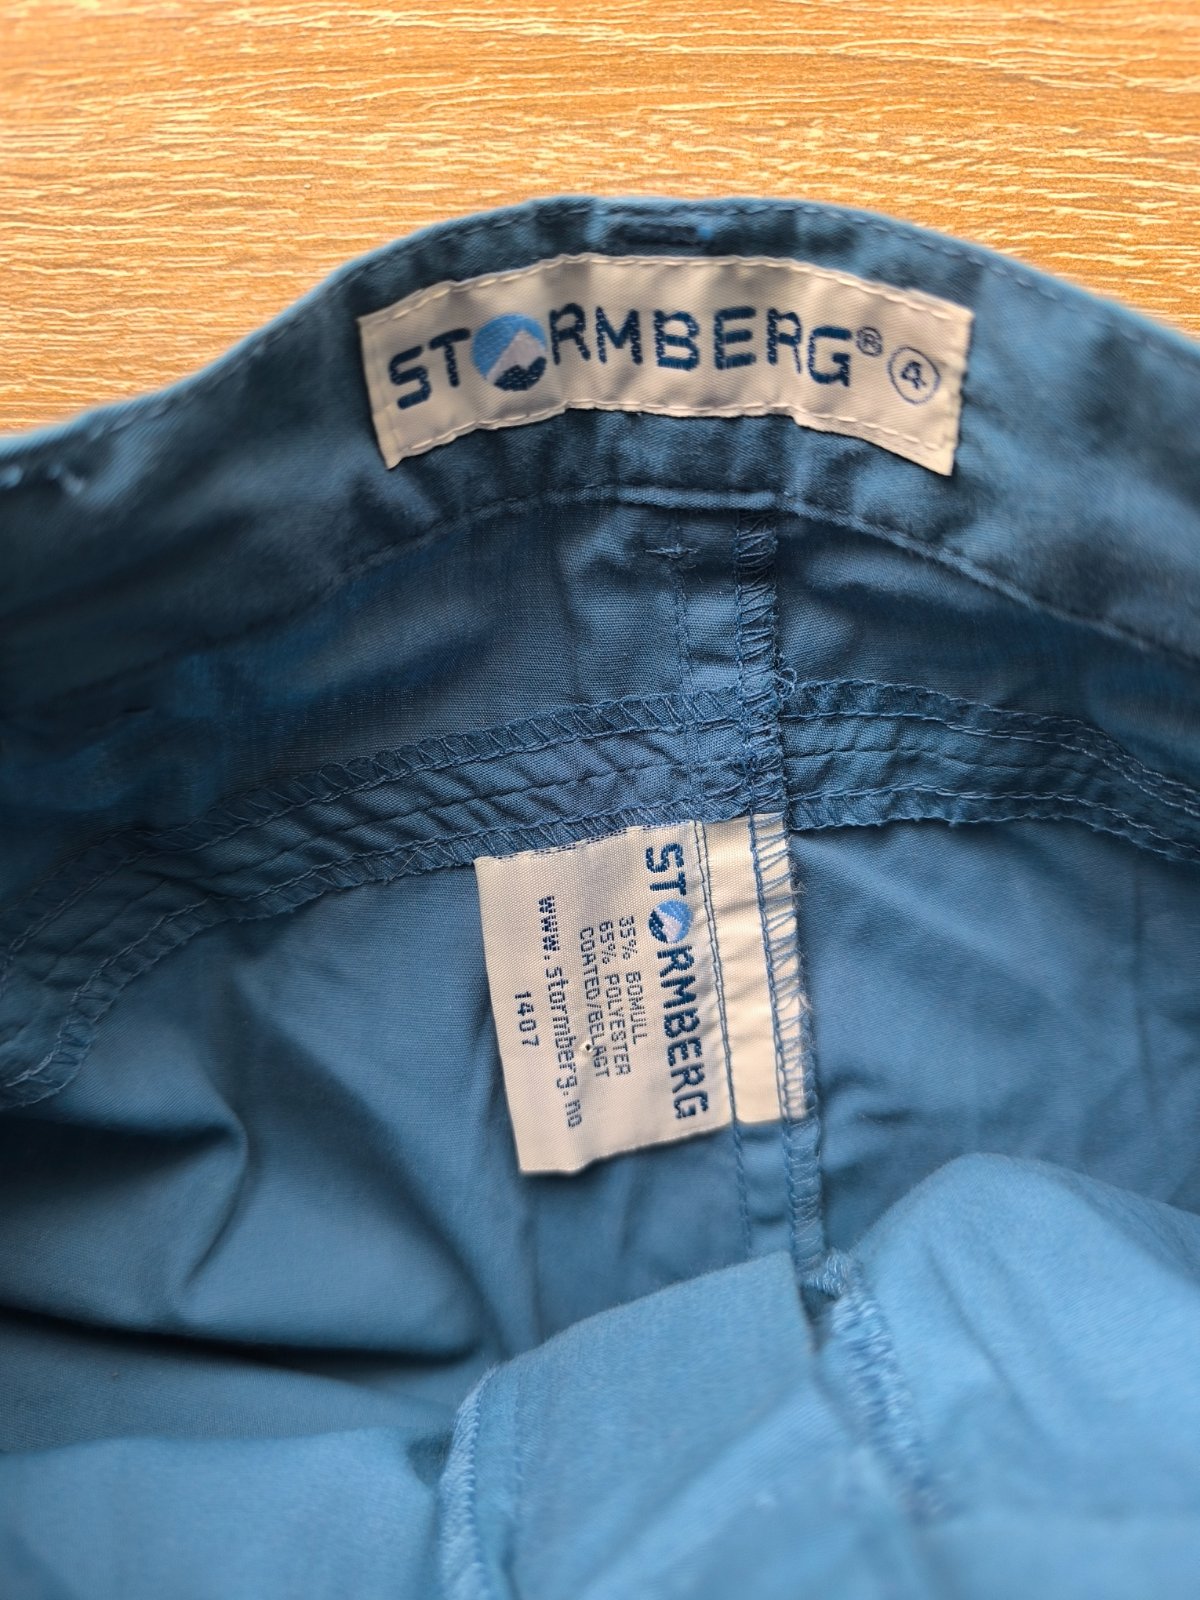 STORMBERG® 4
STORMBERG
35% BOMULL
65% POLYESTER
COATED/BELAGT
www.stormberg.no
1407